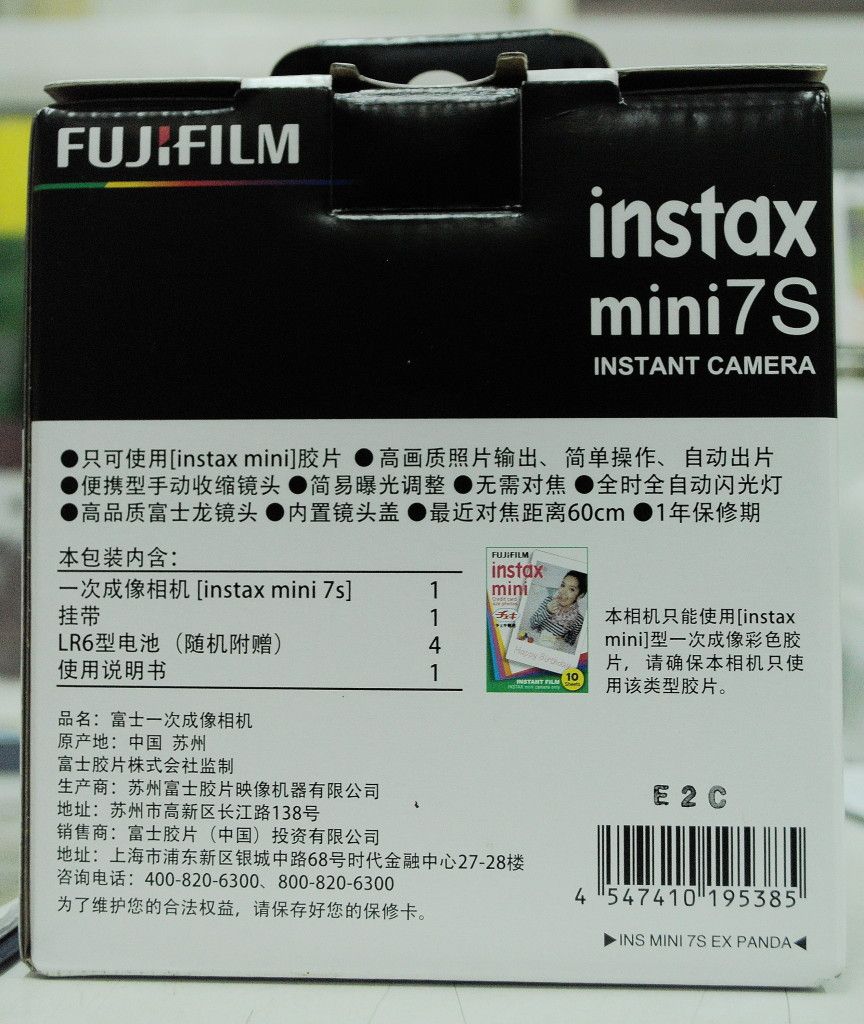 FUJIFILM
instax
mini7S
INSTANT CAMERA
●只可使用[instax mini]胶片 ●高画质照片输出、简单操作、自动出片
●便携型手动收缩镜头 ●简易曝光调整 ●无需对焦 ●全时全自动闪光灯
●高品质富士龙镜头 ●内置镜头盖 ●最近对焦距离60cm ●1年保修期
本包装内含：
一次成像相机 [instax mini 7s] 1
挂带 1
LR6型电池（随机附赠） 4
使用说明书 1
FUJIFILM
instax
mini
Credit card
size photos
チェキ
Happy Birthday
INSTANT FILM
INSTAX mini camera only
10
Sheets
本相机只能使用[instax
mini]型一次成像彩色胶
片，请确保本相机只使
用该类型胶片。
品名：富士一次成像相机
原产地：中国 苏州
富士胶片株式会社监制
生产商：苏州富士胶片映像机器有限公司
地址：苏州市高新区长江路138号
销售商：富士胶片（中国）投资有限公司
地址：上海市浦东新区银城中路68号时代金融中心27-28楼
咨询电话：400-820-6300、800-820-6300
为了维护您的合法权益，请保存好您的保修卡。
E2C
4 547410 195385
▶INS MINI 7S EX PANDA◀